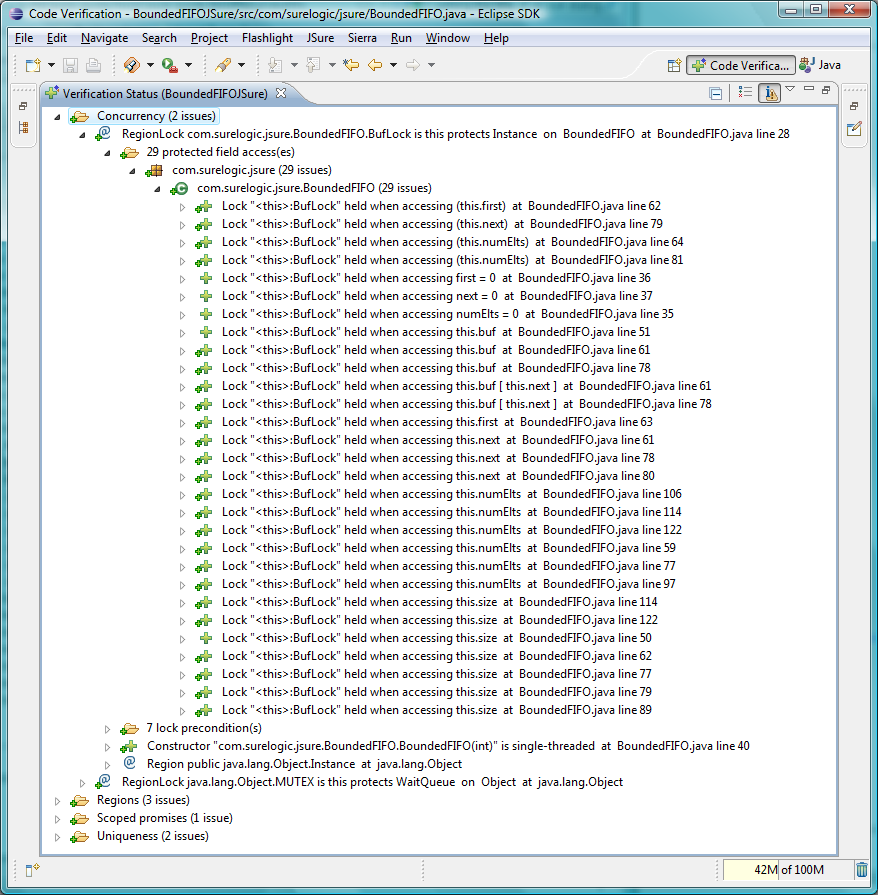 Code Verification - BoundedFIFOJSure/src/com/surelogic/jsure/BoundedFIFO.java - Eclipse SDK
File Edit Navigate Search Project Flashlight JSure Sierra Run Window Help
Code Verifica... Java
Verification Status (BoundedFIFOJSure)
Concurrency (2 issues)
RegionLock com.surelogic.jsure.BoundedFIFO.BufLock is this protects Instance on BoundedFIFO at BoundedFIFO.java line 28
29 protected field access(es)
com.surelogic.jsure (29 issues)
com.surelogic.jsure.BoundedFIFO (29 issues)
Lock "<this>:BufLock" held when accessing (this.first) at BoundedFIFO.java line 62
Lock "<this>:BufLock" held when accessing (this.next) at BoundedFIFO.java line 79
Lock "<this>:BufLock" held when accessing (this.numElts) at BoundedFIFO.java line 64
Lock "<this>:BufLock" held when accessing (this.numElts) at BoundedFIFO.java line 81
Lock "<this>:BufLock" held when accessing first = 0 at BoundedFIFO.java line 36
Lock "<this>:BufLock" held when accessing next = 0 at BoundedFIFO.java line 37
Lock "<this>:BufLock" held when accessing numElts = 0 at BoundedFIFO.java line 35
Lock "<this>:BufLock" held when accessing this.buf at BoundedFIFO.java line 51
Lock "<this>:BufLock" held when accessing this.buf at BoundedFIFO.java line 61
Lock "<this>:BufLock" held when accessing this.buf at BoundedFIFO.java line 78
Lock "<this>:BufLock" held when accessing this.buf [ this.next ] at BoundedFIFO.java line 61
Lock "<this>:BufLock" held when accessing this.buf [ this.next ] at BoundedFIFO.java line 78
Lock "<this>:BufLock" held when accessing this.first at BoundedFIFO.java line 63
Lock "<this>:BufLock" held when accessing this.next at BoundedFIFO.java line 61
Lock "<this>:BufLock" held when accessing this.next at BoundedFIFO.java line 78
Lock "<this>:BufLock" held when accessing this.next at BoundedFIFO.java line 80
Lock "<this>:BufLock" held when accessing this.numElts at BoundedFIFO.java line 106
Lock "<this>:BufLock" held when accessing this.numElts at BoundedFIFO.java line 114
Lock "<this>:BufLock" held when accessing this.numElts at BoundedFIFO.java line 122
Lock "<this>:BufLock" held when accessing this.numElts at BoundedFIFO.java line 59
Lock "<this>:BufLock" held when accessing this.numElts at BoundedFIFO.java line 77
Lock "<this>:BufLock" held when accessing this.numElts at BoundedFIFO.java line 97
Lock "<this>:BufLock" held when accessing this.size at BoundedFIFO.java line 114
Lock "<this>:BufLock" held when accessing this.size at BoundedFIFO.java line 122
Lock "<this>:BufLock" held when accessing this.size at BoundedFIFO.java line 50
Lock "<this>:BufLock" held when accessing this.size at BoundedFIFO.java line 62
Lock "<this>:BufLock" held when accessing this.size at BoundedFIFO.java line 77
Lock "<this>:BufLock" held when accessing this.size at BoundedFIFO.java line 79
Lock "<this>:BufLock" held when accessing this.size at BoundedFIFO.java line 89
7 lock precondition(s)
Constructor "com.surelogic.jsure.BoundedFIFO.BoundedFIFO(int)" is single-threaded at BoundedFIFO.java line 40
Region public java.lang.Object.Instance at java.lang.Object
RegionLock java.lang.Object.MUTEX is this protects WaitQueue on Object at java.lang.Object
Regions (3 issues)
Scoped promises (1 issue)
Uniqueness (2 issues)
42M of 100M